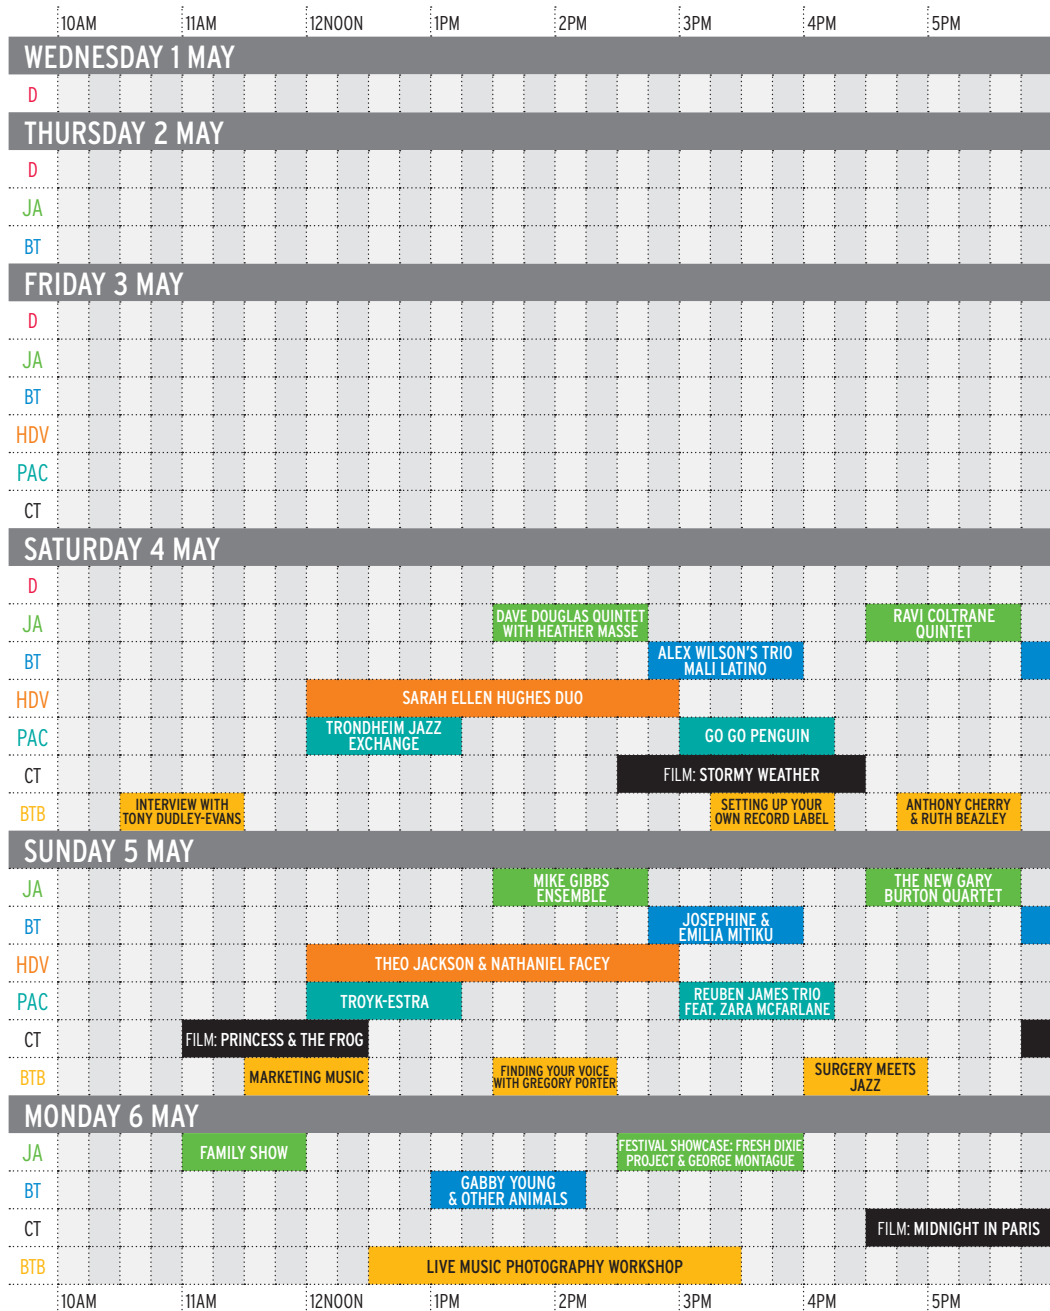 10AM 11AM 12NOON 1PM 2PM 3PM 4PM 5PM
WEDNESDAY 1 MAY
D
THURSDAY 2 MAY
D
JA
BT
FRIDAY 3 MAY
D
JA
BT
HDV
PAC
CT
SATURDAY 4 MAY
D
JA
DAVE DOUGLAS QUINTET
WITH HEATHER MASSE
RAVI COLTRANE
QUINTET
BT
ALEX WILSON'S TRIO
MALI LATINO
HDV
SARAH ELLEN HUGHES DUO
PAC
TRONDHEIM JAZZ
EXCHANGE
GO GO PENGUIN
CT
FILM: STORMY WEATHER
BTB
INTERVIEW WITH
TONY DUDLEY-EVANS
SETTING UP YOUR
OWN RECORD LABEL
ANTHONY CHERRY
& RUTH BEAZLEY
SUNDAY 5 MAY
JA
MIKE GIBBS
ENSEMBLE
THE NEW GARY
BURTON QUARTET
BT
JOSEPHINE &
EMILIA MITIKU
HDV
THEO JACKSON & NATHANIEL FACEY
PAC
TROYK-ESTRA
REUBEN JAMES TRIO
FEAT. ZARA MCFARLANE
CT
FILM: PRINCESS & THE FROG
BTB
MARKETING MUSIC
FINDING YOUR VOICE
WITH GREGORY PORTER
SURGERY MEETS
JAZZ
MONDAY 6 MAY
JA
FAMILY SHOW
FESTIVAL SHOWCASE: FRESH DIXIE
PROJECT & GEORGE MONTAGUE
BT
GABBY YOUNG
& OTHER ANIMALS
CT
FILM: MIDNIGHT IN PARIS
BTB
LIVE MUSIC PHOTOGRAPHY WORKSHOP
10AM 11AM 12NOON 1PM 2PM 3PM 4PM 5PM